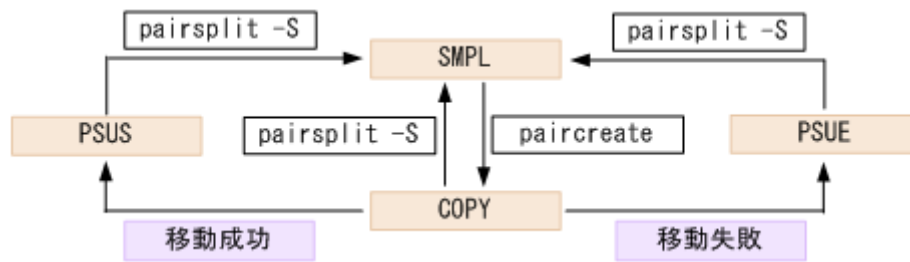 pairsplit -S
pairsplit -S
SMPL
PSUS
pairsplit -S
paircreate
PSUE
COPY
移動成功
移動失敗